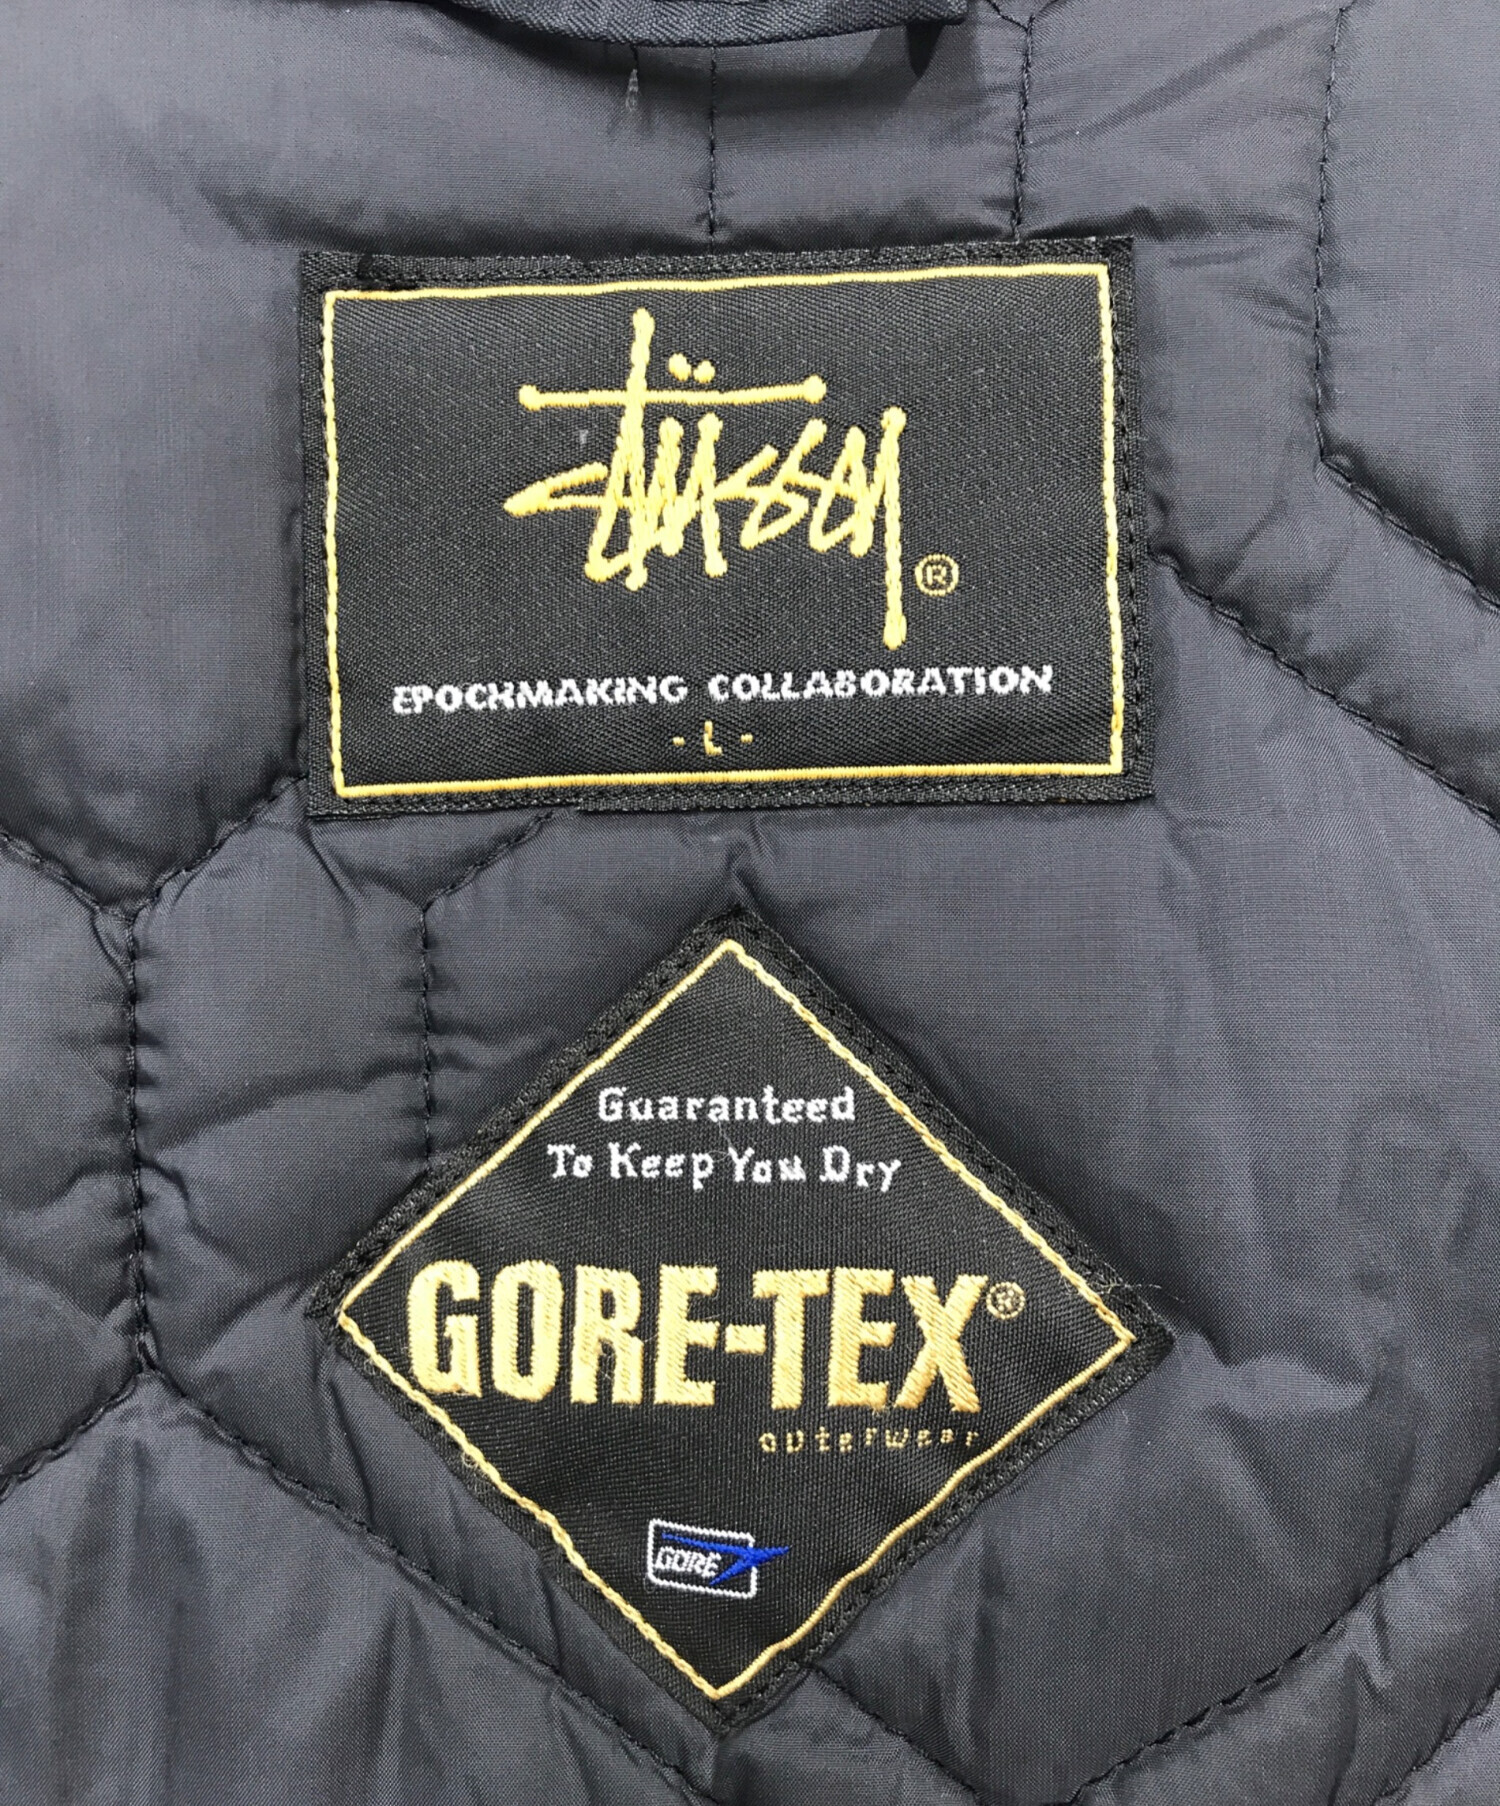 Stüssy®
EPOCHMAKING COLLABORATION
- L -
Guaranteed
To Keep You Dry
GORE-TEX®
outerwear
GORE